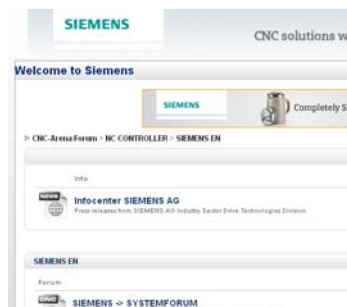 SIEMENS
CNC solutions w
Welcome to Siemens
SIEMENS
Completely S
CNC-Arena Forum > NC CONTROLLER > SIEMENS EN
Info
NEWS
Infocenter SIEMENS AG
Press releases from SIEMENS AG Industry Sector Drive Technologies Division
SIEMENS EN
Forum
CNC
SIEMENS -> SYSTEMFORUM